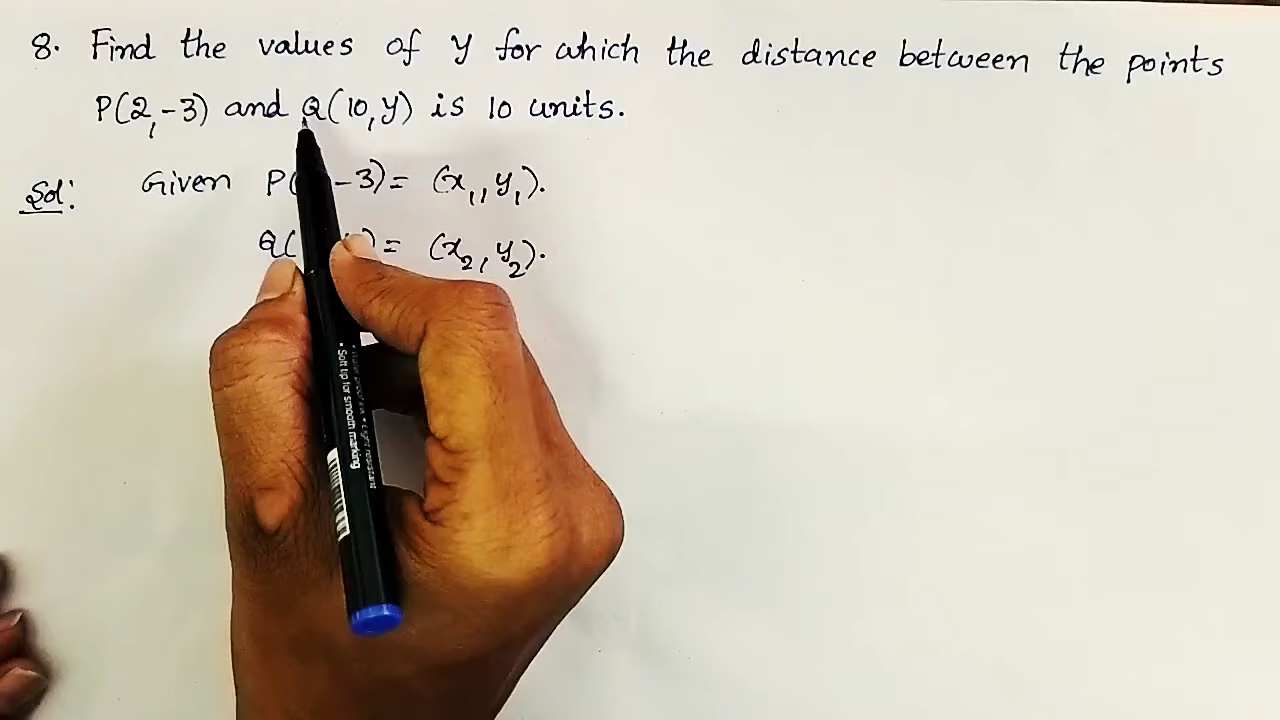 8. Find the values of y for which the distance between the points
P(2,-3) and Q(10,y) is 10 units.
Sol: Given P( -3) = (x₁, y₁).
Q( ) = (x₂, y₂).
• Soft tip for smooth marking